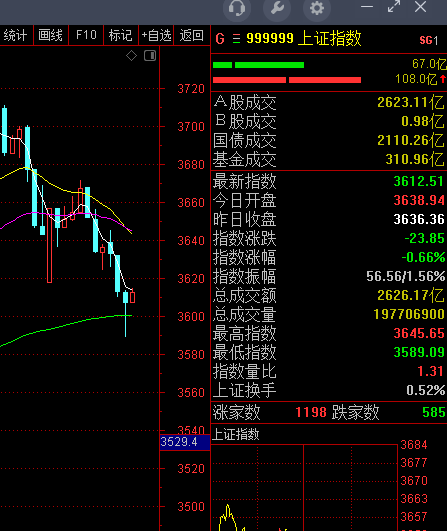 统计 画线 F10 标记 +自选 返回
G 999999 上证指数 SG1
67.0亿
108.0亿↑
A股成交 2623.11亿
B股成交 0.98亿
国债成交 2110.26亿
基金成交 310.96亿
最新指数 3612.51
今日开盘 3638.94
昨日收盘 3636.36
指数涨跌 -23.85
指数涨幅 -0.66%
指数振幅 56.56/1.56%
总成交额 2626.17亿
总成交量 197706900
最高指数 3645.65
最低指数 3589.09
指数量比 1.31
上证换手 0.52%
涨家数 1198 跌家数 585
上证指数
3720
3700
3680
3660
3640
3620
3600
3580
3560
3540
3529.4
3520
3500
3684
3677
3670
3663
3657